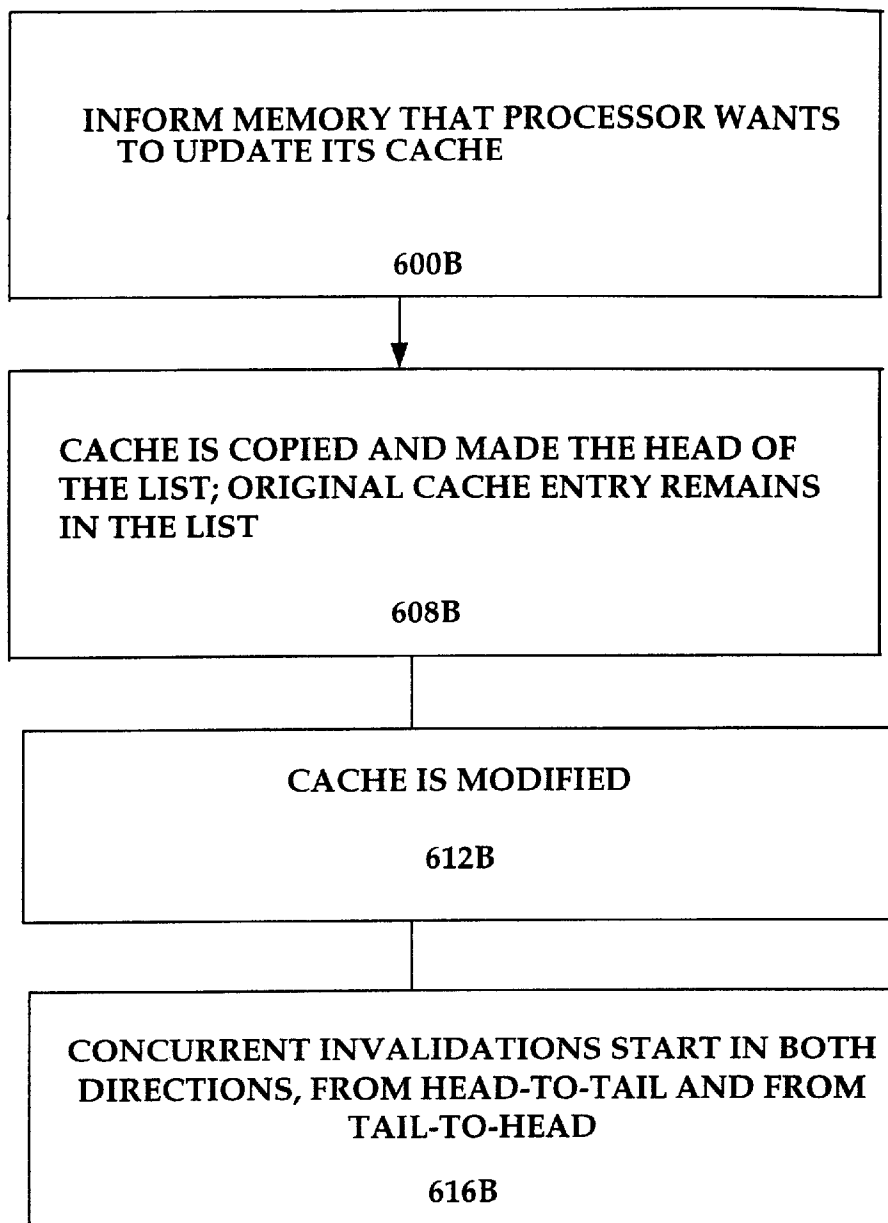 INFORM MEMORY THAT PROCESSOR WANTS
TO UPDATE ITS CACHE
600B
CACHE IS COPIED AND MADE THE HEAD OF
THE LIST; ORIGINAL CACHE ENTRY REMAINS
IN THE LIST
608B
CACHE IS MODIFIED
612B
CONCURRENT INVALIDATIONS START IN BOTH
DIRECTIONS, FROM HEAD-TO-TAIL AND FROM
TAIL-TO-HEAD
616B